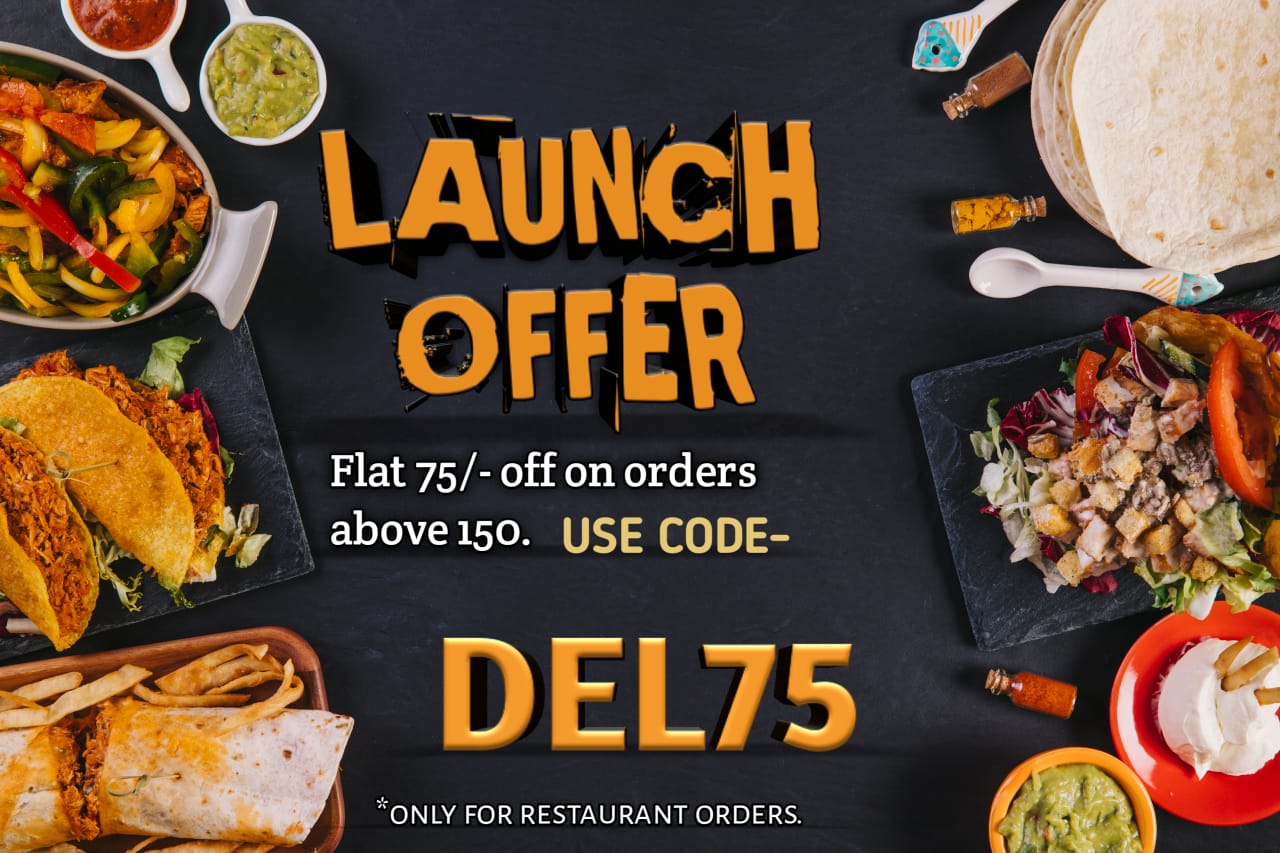 LAUNCH
OFFER
Flat 75/- off on orders
above 150. USE CODE-
DEL75
*ONLY FOR RESTAURANT ORDERS.